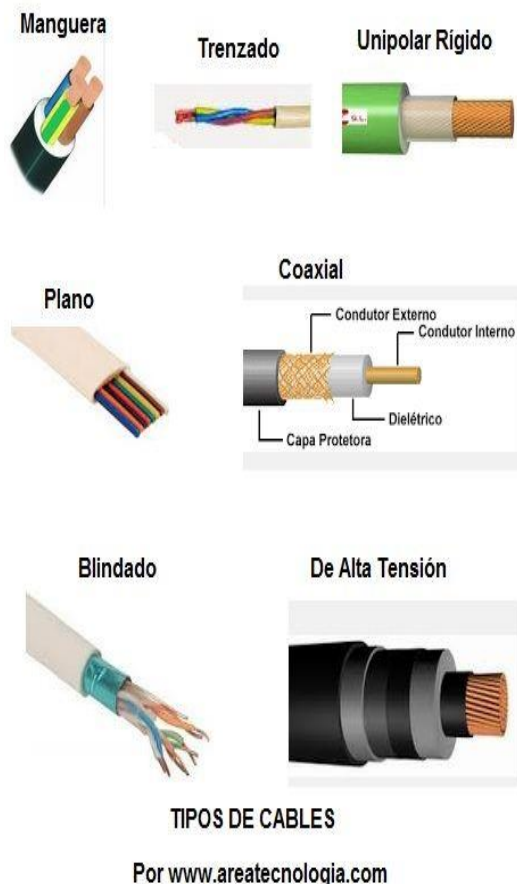 Manguera
Trenzado
Unipolar Rígido
S.L.
Plano
Coaxial
Condutor Externo
Condutor Interno
Dielétrico
Capa Protetora
Blindado
De Alta Tensión
TIPOS DE CABLES
Por www.areatecnologia.com